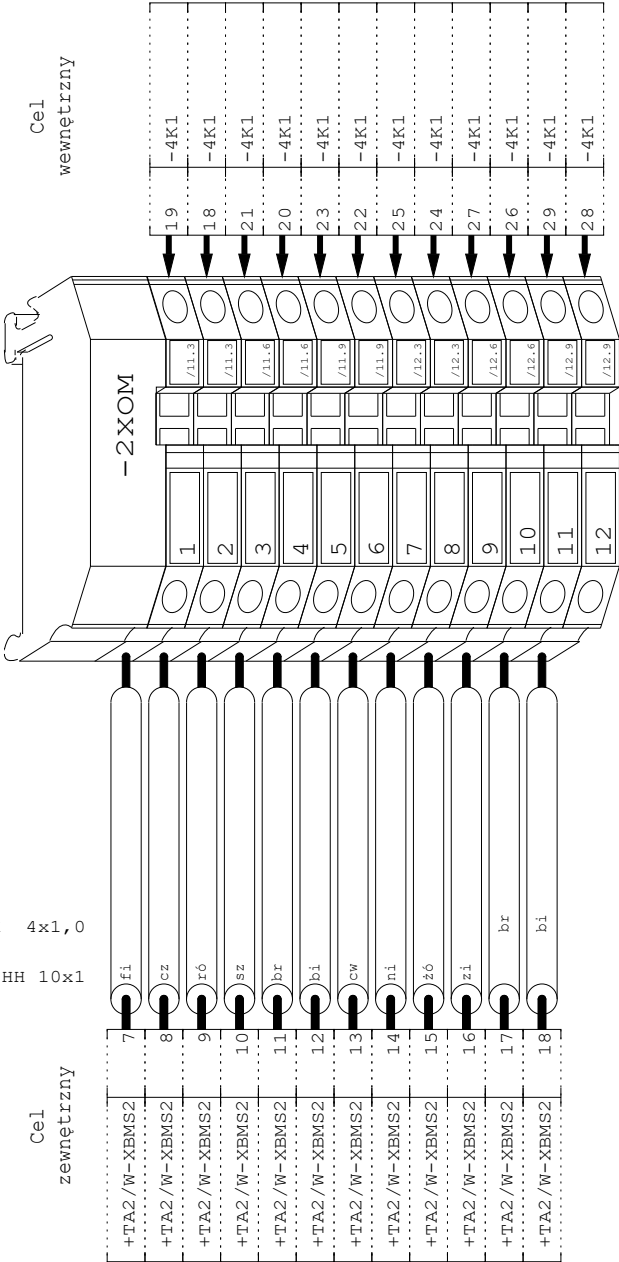 Cel
wewnętrzny
-4K1 -4K1 -4K1 -4K1 -4K1 -4K1 -4K1 -4K1 -4K1 -4K1 -4K1 -4K1
19 18 21 20 23 22 25 24 27 26 29 28
-2XOM
/11.3 /11.3 /11.6 /11.6 /11.9 /11.9 /12.3 /12.3 /12.6 /12.6 /12.9 /12.9
1 2 3 4 5 6 7 8 9 10 11 12
4x1,0
br bi
HH 10x1
fi cz ró sz br bi cw ni żó zi
Cel
zewnętrzny
7 8 9 10 11 12 13 14 15 16 17 18
+TA2/W-XBMS2 +TA2/W-XBMS2 +TA2/W-XBMS2 +TA2/W-XBMS2 +TA2/W-XBMS2 +TA2/W-XBMS2 +TA2/W-XBMS2 +TA2/W-XBMS2 +TA2/W-XBMS2 +TA2/W-XBMS2 +TA2/W-XBMS2 +TA2/W-XBMS2